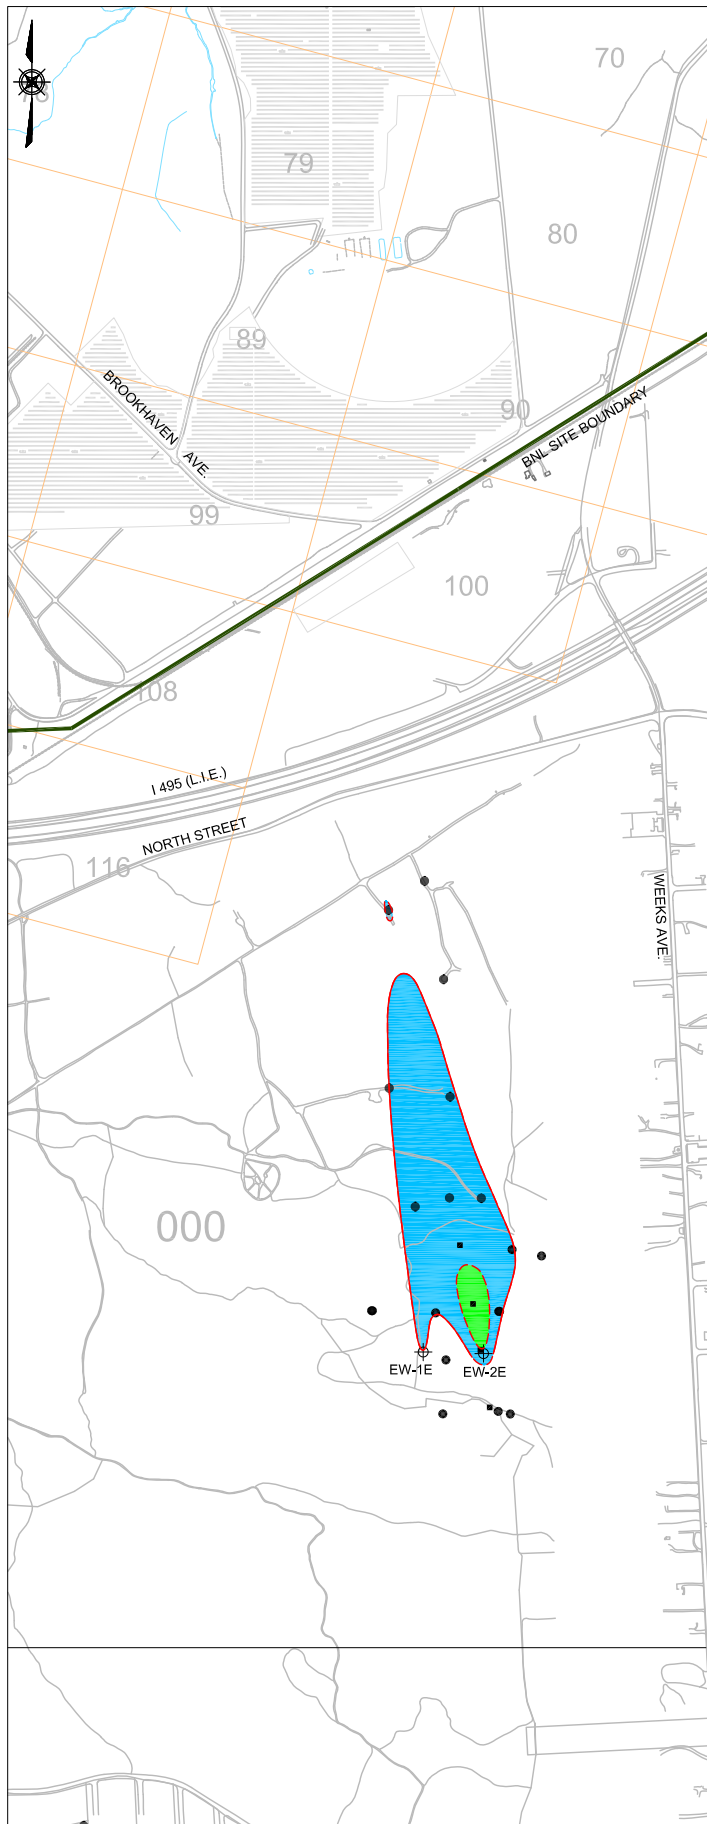 70
78
79
80
89
BROOKHAVEN AVE.
90
BNL SITE BOUNDARY
99
100
108
I 495 (L.I.E.)
NORTH STREET
116
WEEKS AVE.
000
EW-1E
EW-2E